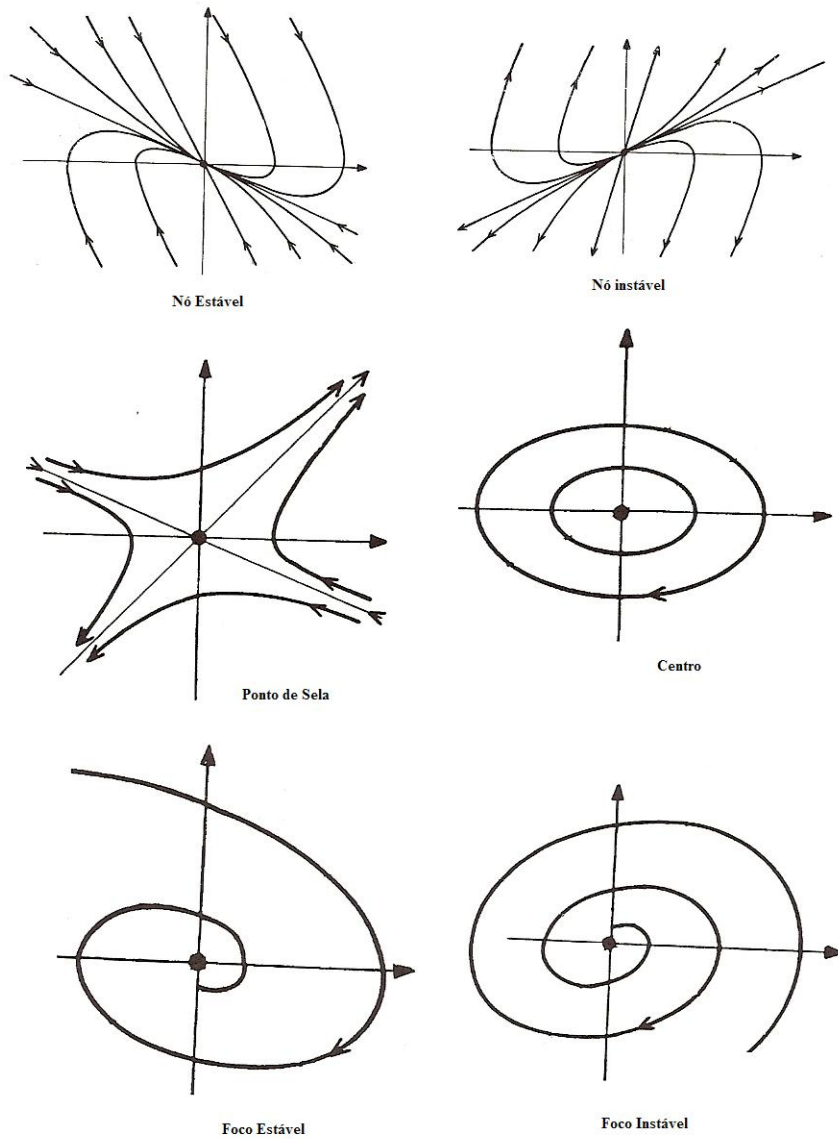 Nó Estável
Nó instável
Ponto de Sela
Centro
Foco Estável
Foco Instável